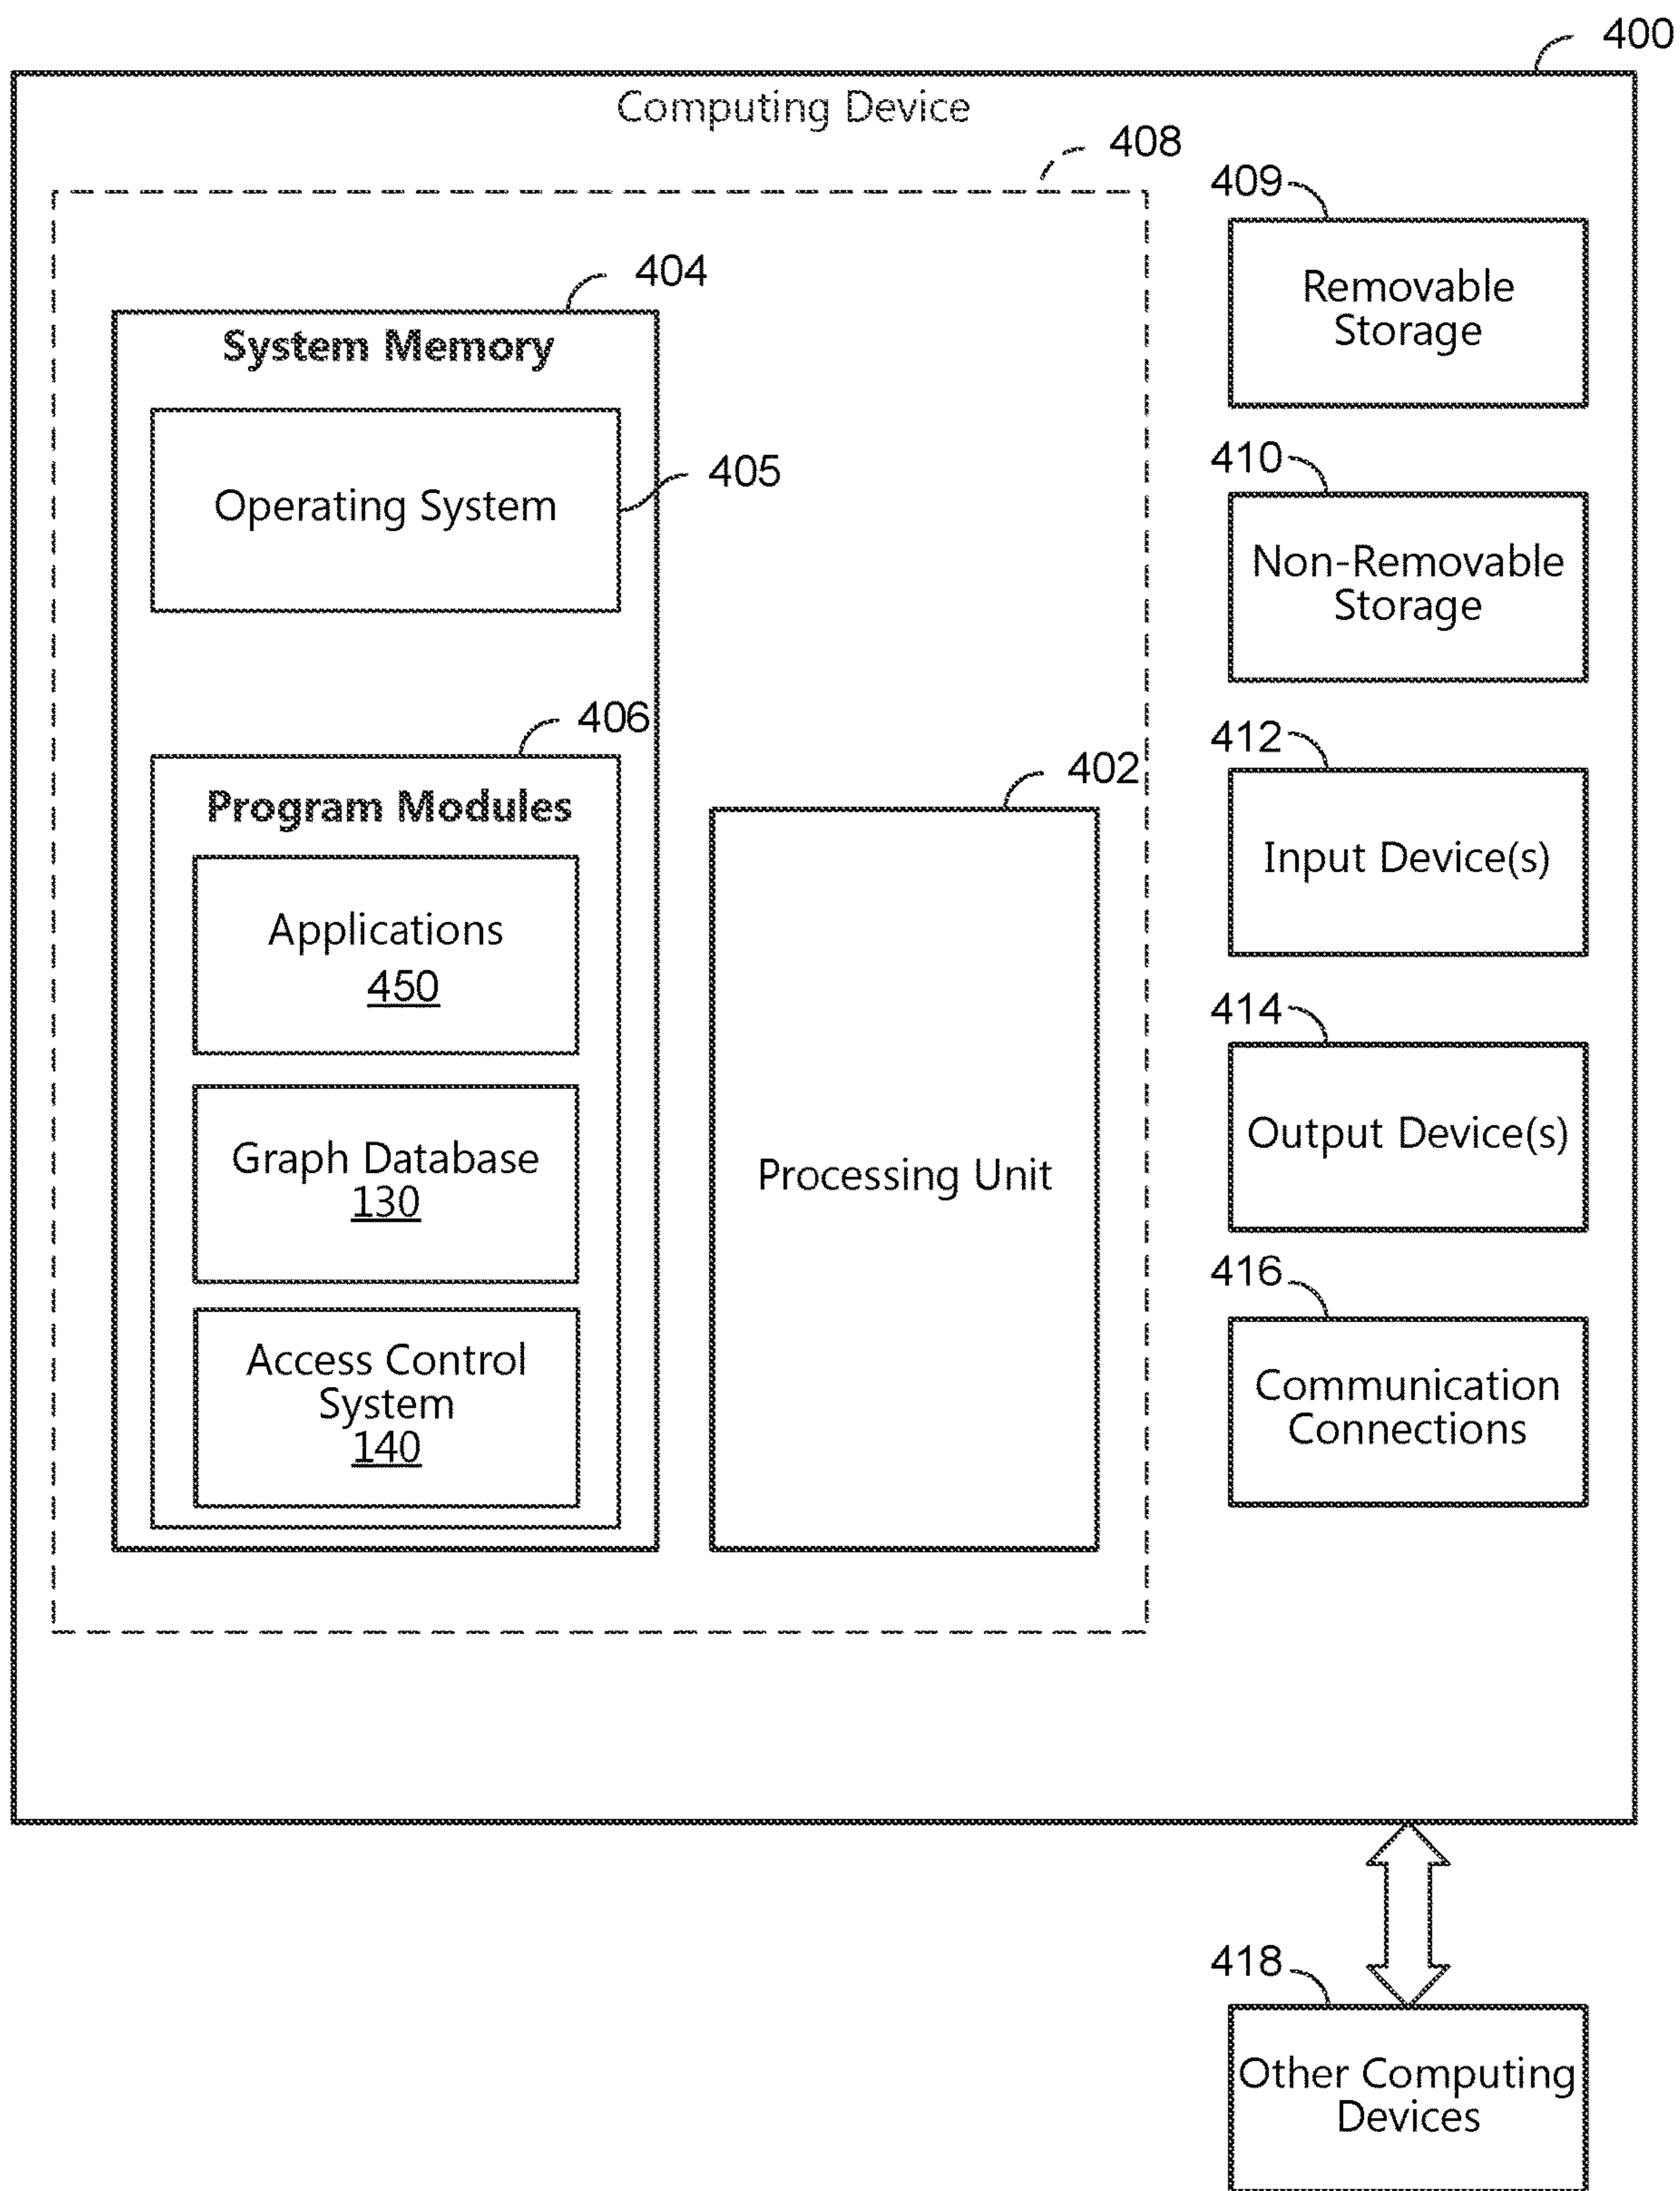 400
Computing Device
408
409
Removable
Storage
404
System Memory
Operating System
405
410
Non-Removable
Storage
406
Program Modules
402
412
Input Device(s)
Applications
450
414
Output Device(s)
Graph Database
130
Processing Unit
416
Communication
Connections
Access Control
System
140
418
Other Computing
Devices